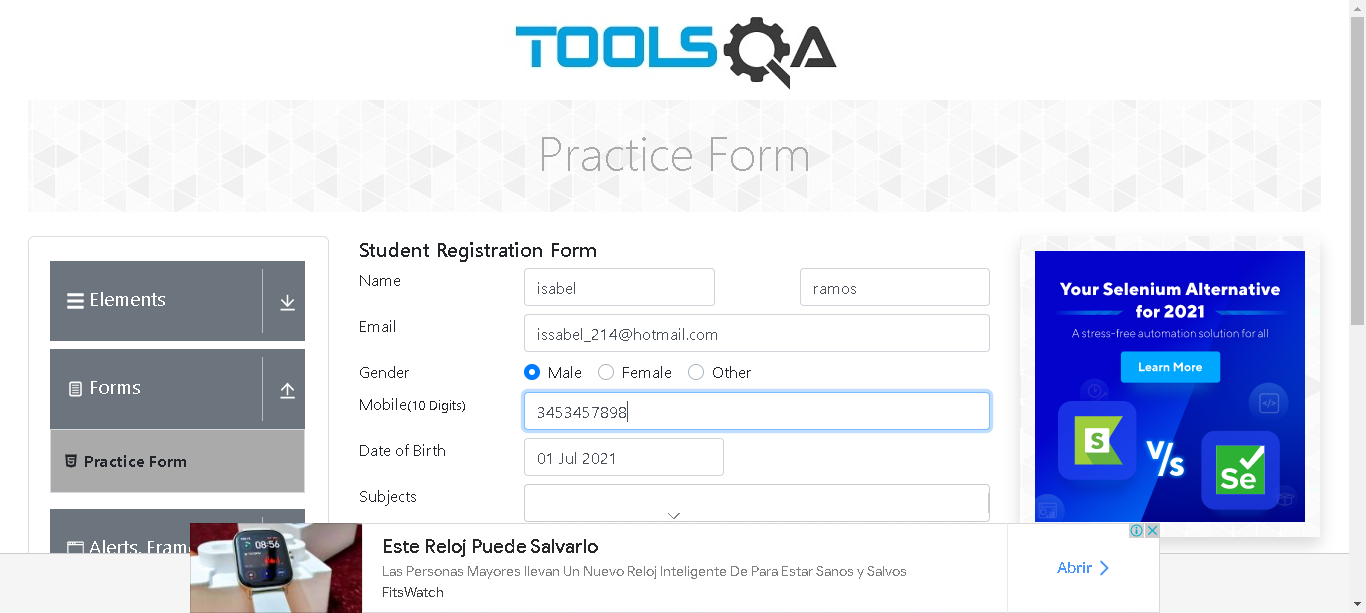 TOOLSQA
Practice Form
Elements
Forms
Practice Form
Alerts, Fram
Student Registration Form
Name
isabel
ramos
Email
issabel_214@hotmail.com
Gender
Male
Female
Other
Mobile(10 Digits)
3453457898
Date of Birth
01 Jul 2021
Subjects
Your Selenium Alternative
for 2021
A stress-free automation solution for all
Learn More
S
V/s
Se
08:56
Este Reloj Puede Salvarlo
Las Personas Mayores llevan Un Nuevo Reloj Inteligente De Para Estar Sanos y Salvos
FitsWatch
Abrir